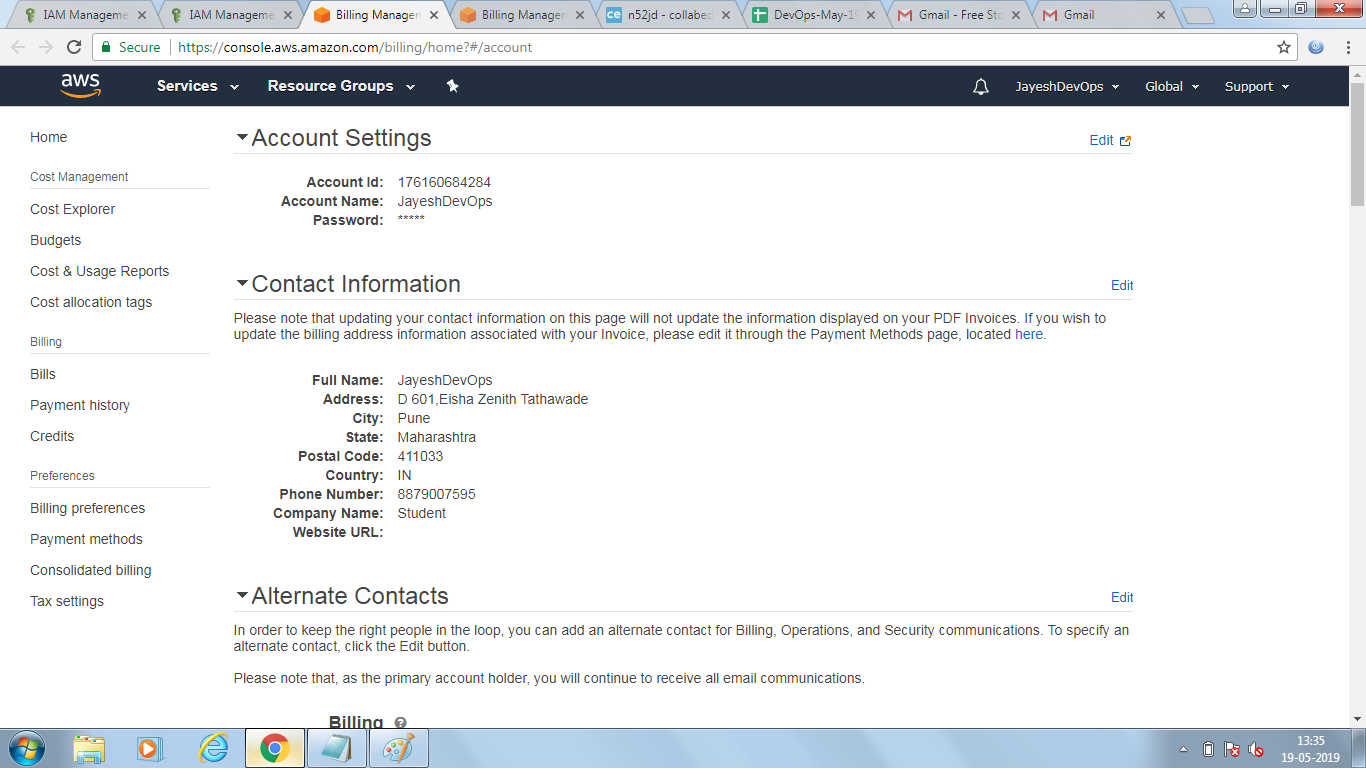 IAM Manageme
IAM Manageme
Billing Managem
Billing Managem
ce n52jd - collabed
DevOps-May-19
Gmail - Free Sto
Gmail
Secure https://console.aws.amazon.com/billing/home?#/account
aws Services Resource Groups JayeshDevOps Global Support
Home
Cost Management
Cost Explorer
Budgets
Cost & Usage Reports
Cost allocation tags
Billing
Bills
Payment history
Credits
Preferences
Billing preferences
Payment methods
Consolidated billing
Tax settings
Account Settings Edit
Account Id: 176160684284
Account Name: JayeshDevOps
Password: *****
Contact Information Edit
Please note that updating your contact information on this page will not update the information displayed on your PDF Invoices. If you wish to
update the billing address information associated with your Invoice, please edit it through the Payment Methods page, located here.
Full Name: JayeshDevOps
Address: D 601,Eisha Zenith Tathawade
City: Pune
State: Maharashtra
Postal Code: 411033
Country: IN
Phone Number: 8879007595
Company Name: Student
Website URL:
Alternate Contacts Edit
In order to keep the right people in the loop, you can add an alternate contact for Billing, Operations, and Security communications. To specify an
alternate contact, click the Edit button.
Please note that, as the primary account holder, you will continue to receive all email communications.
Billing ?
13:35
19-05-2019